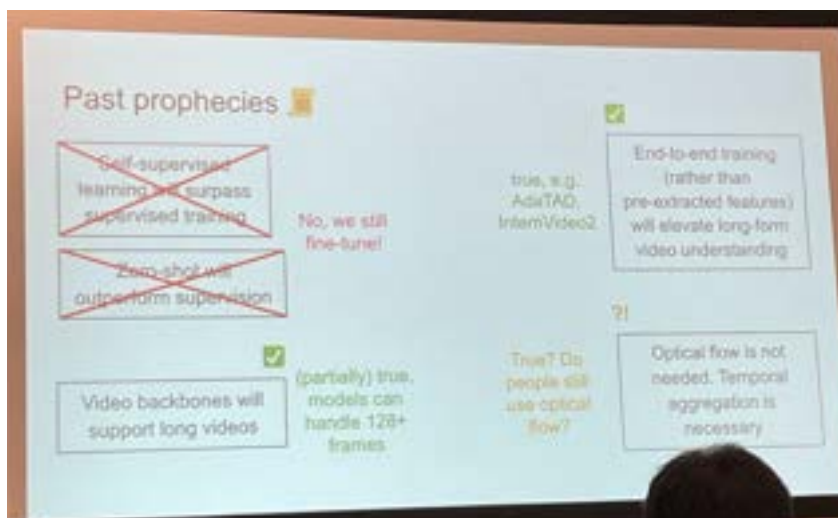 Past prophecies
Self-supervised
learning will surpass
supervised training
Zero-shot will
outperform supervision
No, we still
fine-tune!
Video backbones will
support long videos
(partially) true,
models can
handle 128+
frames
true, e.g.
AdaTAD,
InternVideo2
End-to-end training
(rather than
pre-extracted features)
will elevate long-form
video understanding
?!
True? Do
people still
use optical
flow?
Optical flow is not
needed. Temporal
aggregation is
necessary